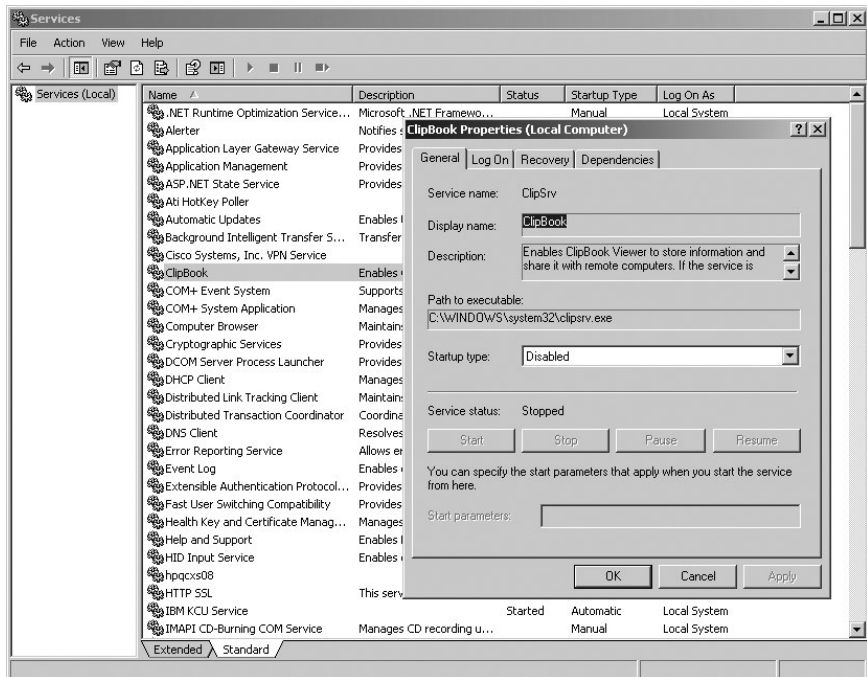 Services
File Action View Help
Services (Local)
Name Description Status Startup Type Log On As
.NET Runtime Optimization Service... Microsoft .NET Framewo... Manual Local System
Alerter Notifies s
Application Layer Gateway Service Provides
Application Management Provides
ASP.NET State Service Provides
Ati HotKey Poller
Automatic Updates Enables
Background Intelligent Transfer S... Transfer
Cisco Systems, Inc. VPN Service
ClipBook Enables
COM+ Event System Supports
COM+ System Application Manages
Computer Browser Maintain
Cryptographic Services Provides
DCOM Server Process Launcher Provides
DHCP Client Manages
Distributed Link Tracking Client Maintain
Distributed Transaction Coordinator Coordina
DNS Client Resolves
Error Reporting Service Allows er
Event Log Enables
Extensible Authentication Protocol... Provides
Fast User Switching Compatibility Provides
Health Key and Certificate Manag... Manages
Help and Support Enables
HID Input Service Enables
hpqcxs08
HTTP SSL This serv
IBM KCU Service Started Automatic Local System
IMAPI CD-Burning COM Service Manages CD recording u... Manual Local System
Extended Standard
ClipBook Properties (Local Computer)
General Log On Recovery Dependencies
Service name: ClipSrv
Display name: ClipBook
Description: Enables ClipBook Viewer to store information and
share it with remote computers. If the service is
Path to executable:
C:\WINDOWS\system32\clipsrv.exe
Startup type: Disabled
Service status: Stopped
Start Stop Pause Resume
You can specify the start parameters that apply when you start the service
from here.
Start parameters:
OK Cancel Apply